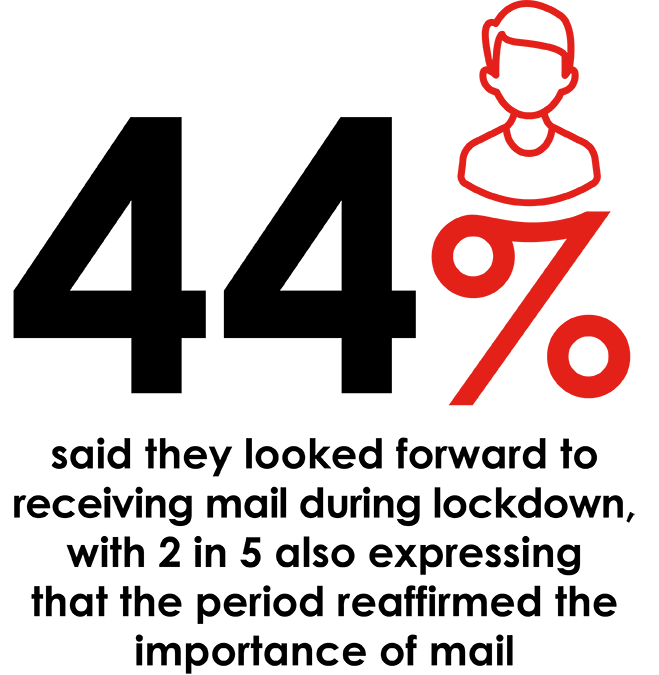 44%
said they looked forward to
receiving mail during lockdown,
with 2 in 5 also expressing
that the period reaffirmed the
importance of mail